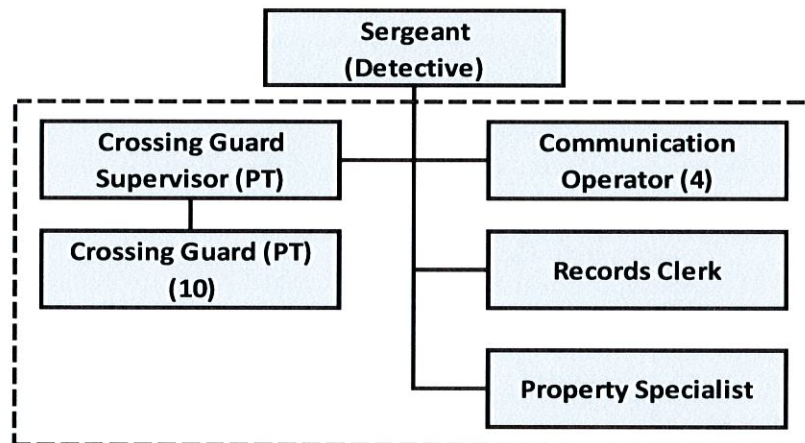 Sergeant
(Detective)
Crossing Guard
Supervisor (PT)
Communication
Operator (4)
Crossing Guard (PT)
(10)
Records Clerk
Property Specialist